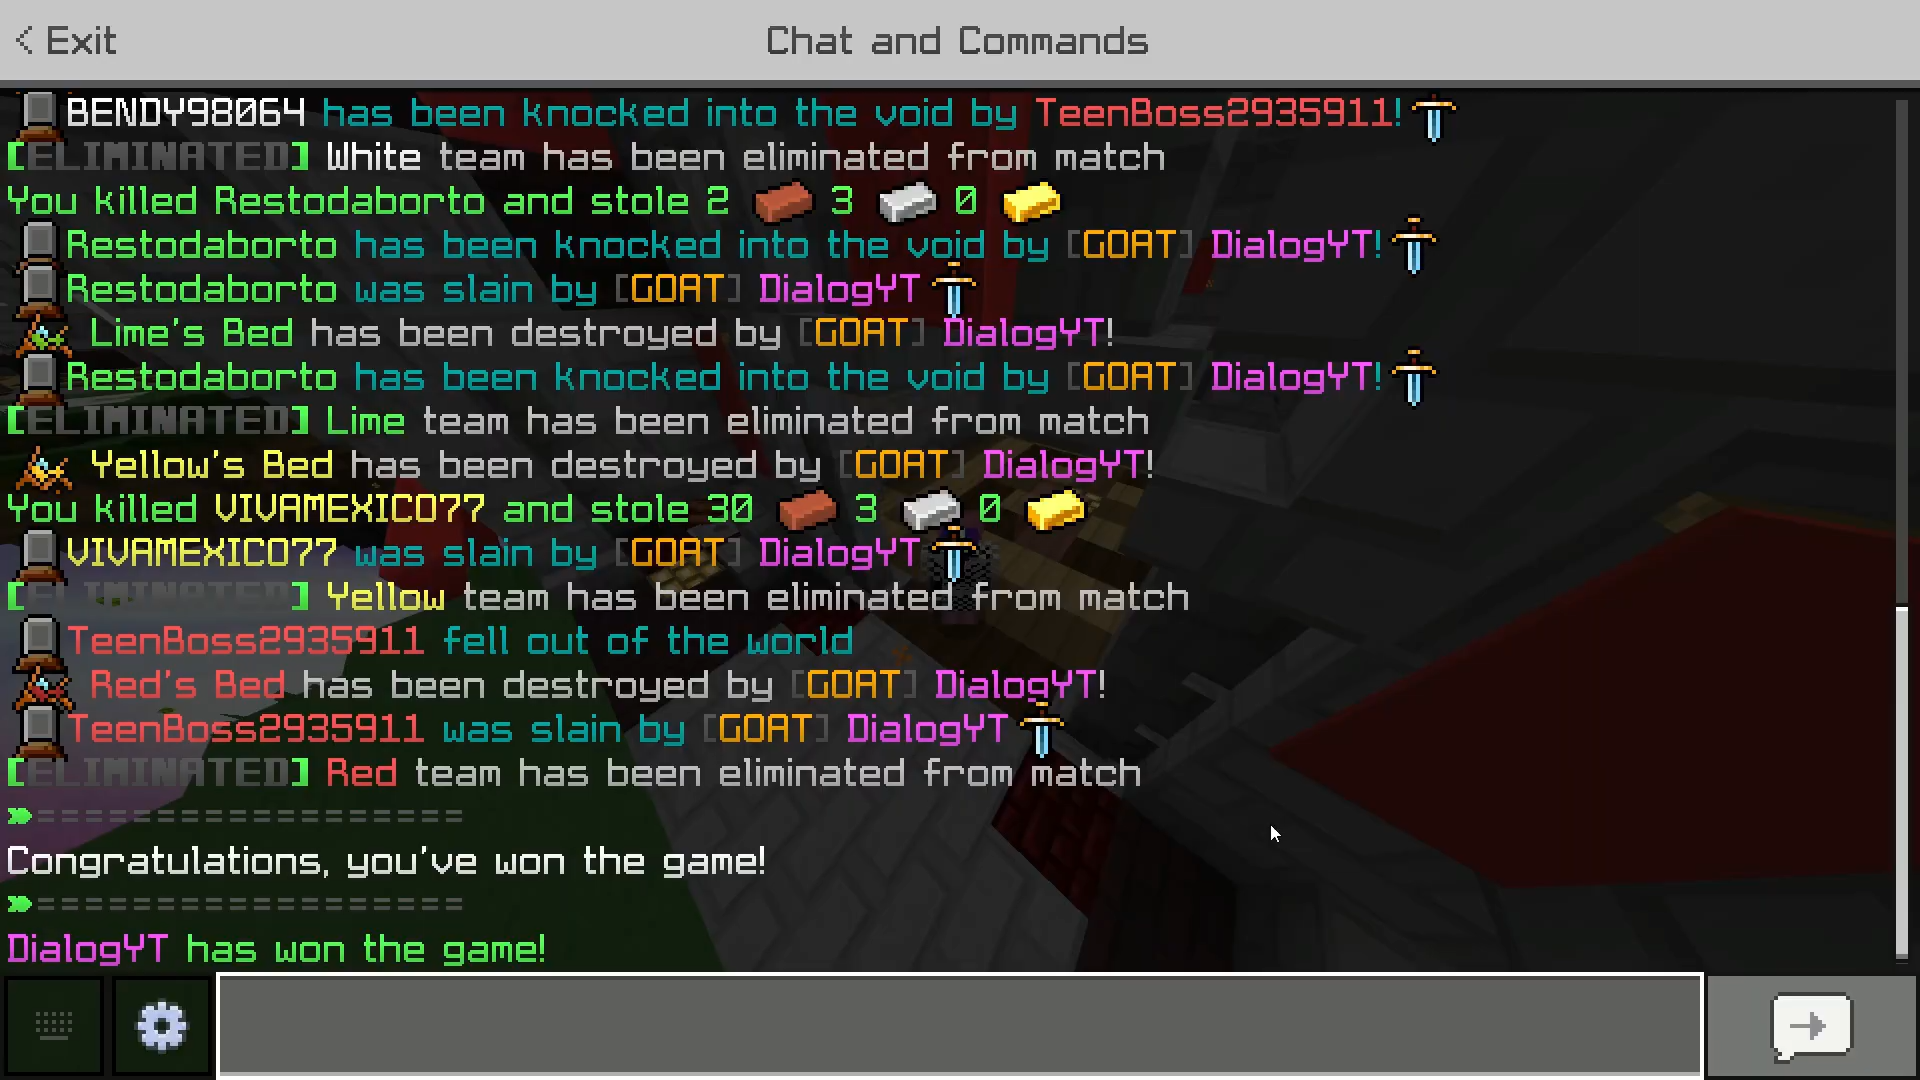 < Exit
Chat and Commands
BENDY98064 has been knocked into the void by TeenBoss2935911!
[ELIMINATED] White team has been eliminated from match
You killed Restodaborto and stole 2 3 0
Restodaborto has been knocked into the void by [GOAT] DialogYT!
Restodaborto was slain by [GOAT] DialogYT
Lime's Bed has been destroyed by [GOAT] DialogYT!
Restodaborto has been knocked into the void by [GOAT] DialogYT!
[ELIMINATED] Lime team has been eliminated from match
Yellow's Bed has been destroyed by [GOAT] DialogYT!
You killed VIVAMEXICO77 and stole 30 3 0
VIVAMEXICO77 was slain by [GOAT] DialogYT
[ELIMINATED] Yellow team has been eliminated from match
TeenBoss2935911 fell out of the world
Red's Bed has been destroyed by [GOAT] DialogYT!
TeenBoss2935911 was slain by [GOAT] DialogYT
[ELIMINATED] Red team has been eliminated from match
==================
Congratulations, you've won the game!
==================
DialogYT has won the game!